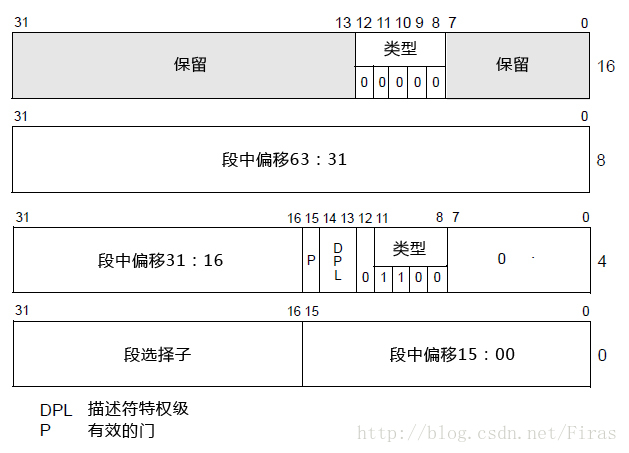 31 13 12 11 10 9 8 7 0
保留 类型 保留 16
0 0 0 0 0
31 0
段中偏移63：31 8
31 16 15 14 13 12 11 8 7 0
段中偏移31：16 P DPL 0 类型 0 4
1 1 0 0
31 16 15 0
段选择子 段中偏移15：00 0
DPL 描述符特权级
P 有效的门
http://blog.csdn.net/Firas